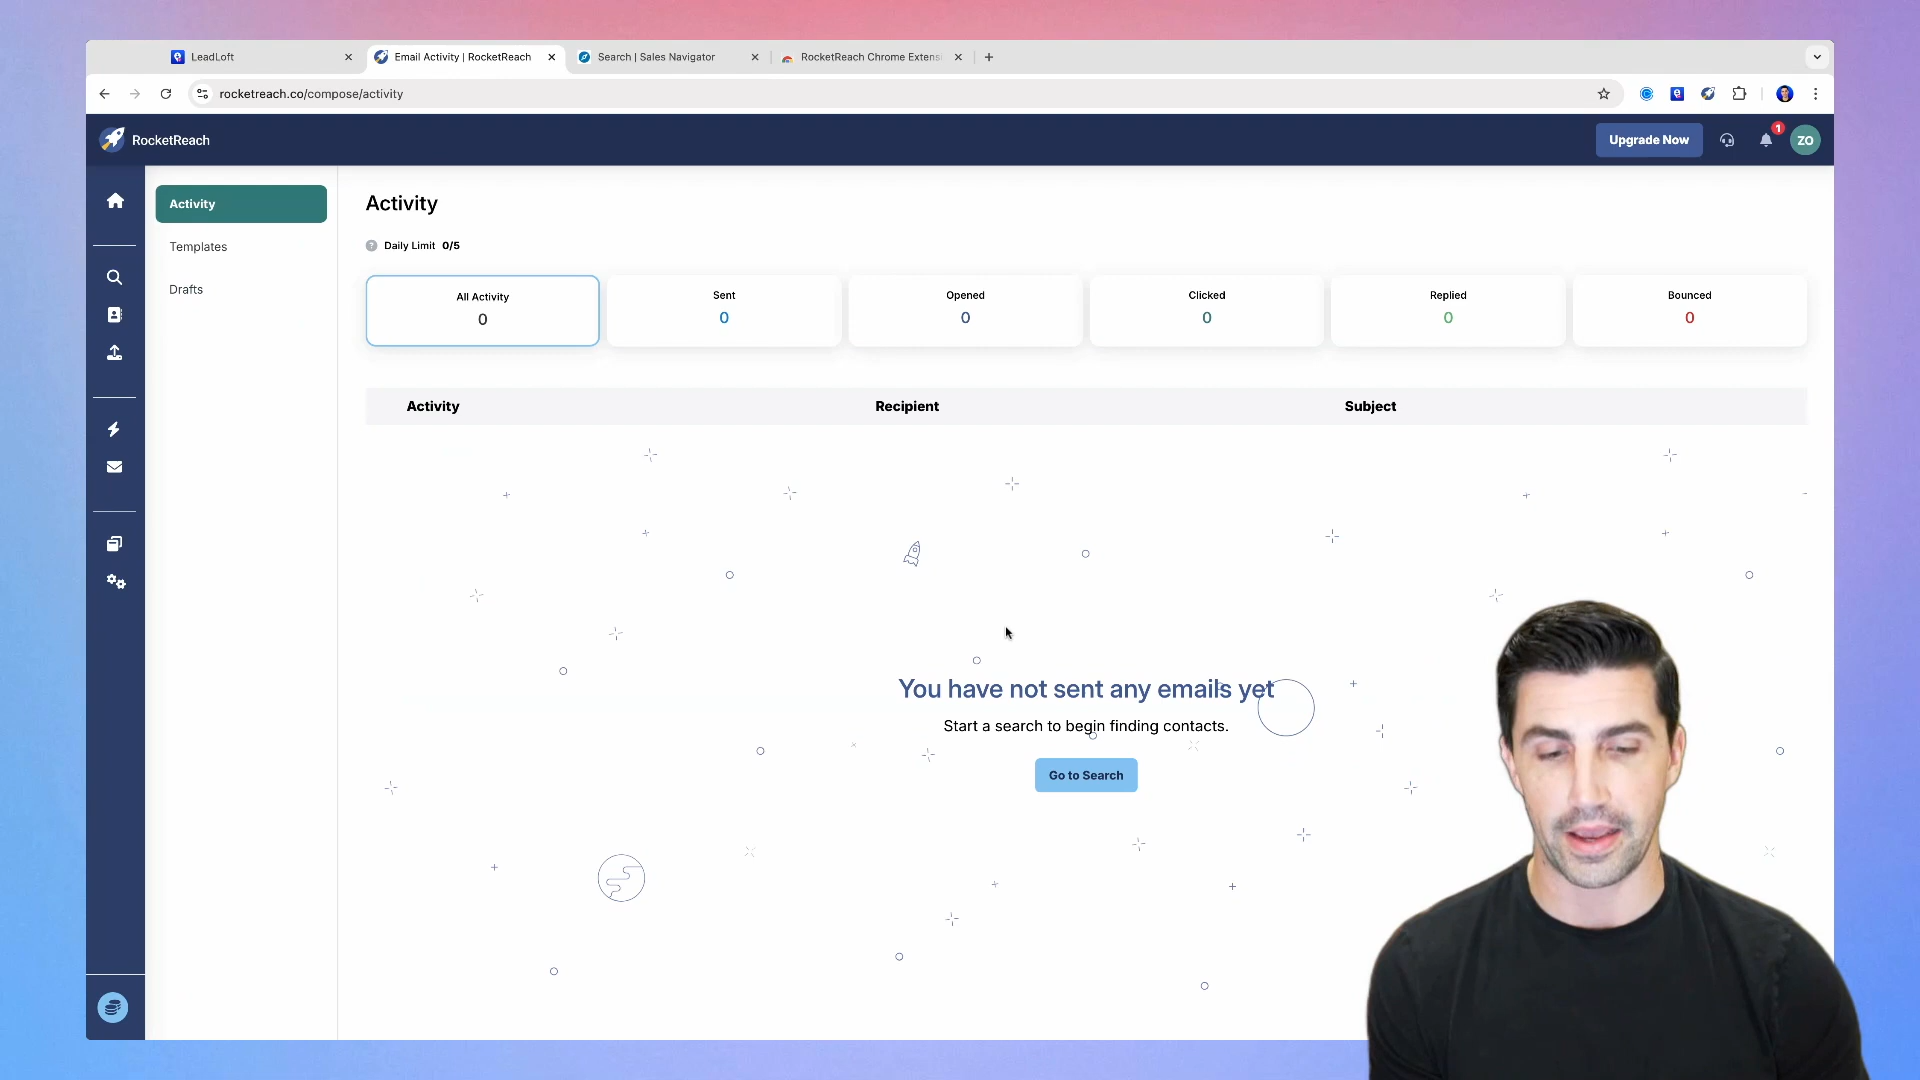 LeadLoft
Email Activity | RocketReach
Search | Sales Navigator
RocketReach Chrome Extens
rocketreach.co/compose/activity
RocketReach
Upgrade Now
1
ZO
Activity
Templates
Drafts
Activity
? Daily Limit 0/5
All Activity
0
Sent
0
Opened
0
Clicked
0
Replied
0
Bounced
0
Activity
Recipient
Subject
You have not sent any emails yet
Start a search to begin finding contacts.
Go to Search